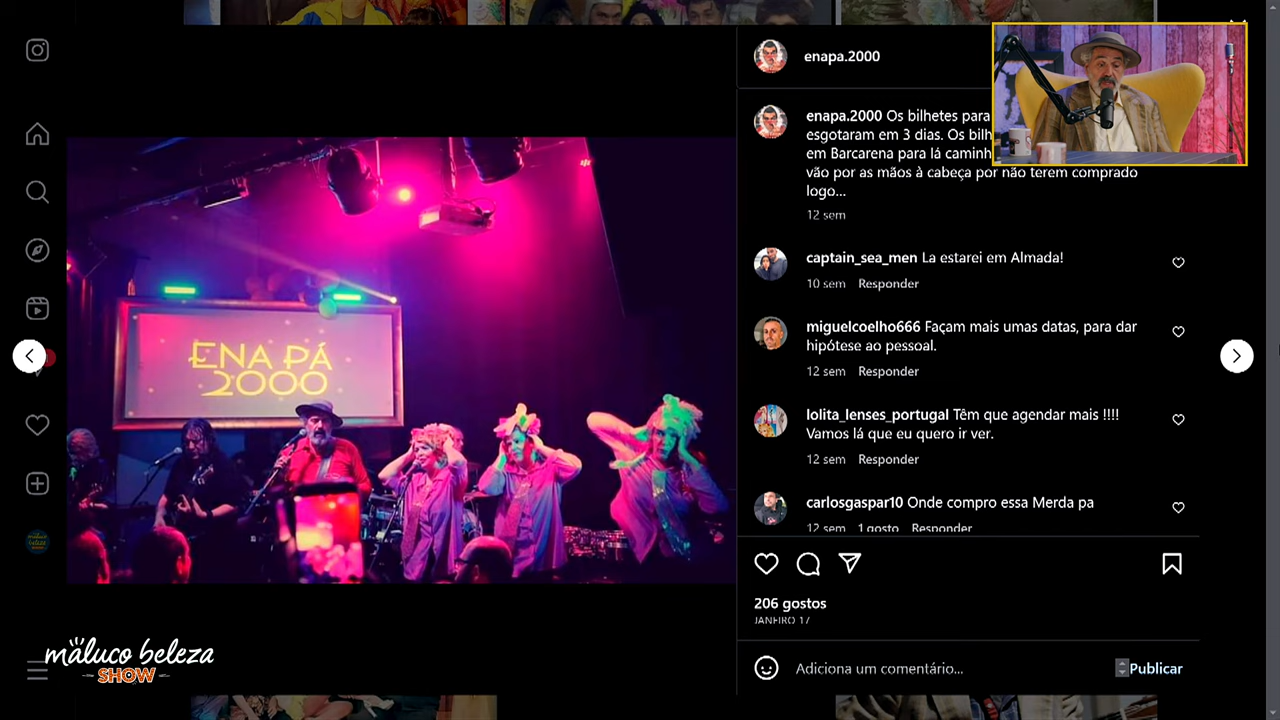 enapa.2000
enapa.2000 Os bilhetes para
esgotaram em 3 dias. Os bilh
em Barcarena para lá caminh
vão por as mãos à cabeça por não terem comprado
logo...
12 sem
captain_sea_men La estarei em Almada!
10 sem Responder
miguelcoelho666 Façam mais umas datas, para dar
hipótese ao pessoal.
12 sem Responder
lolita_lenses_portugal Têm que agendar mais !!!!
Vamos lá que eu quero ir ver.
12 sem Responder
carlosgaspar10 Onde compro essa Merda pa
12 sem 1 gosto Responder
206 gostos
JANEIRO 17
Adiciona um comentário... Publicar
ENA PÁ
2000
maluco beleza
SHOW